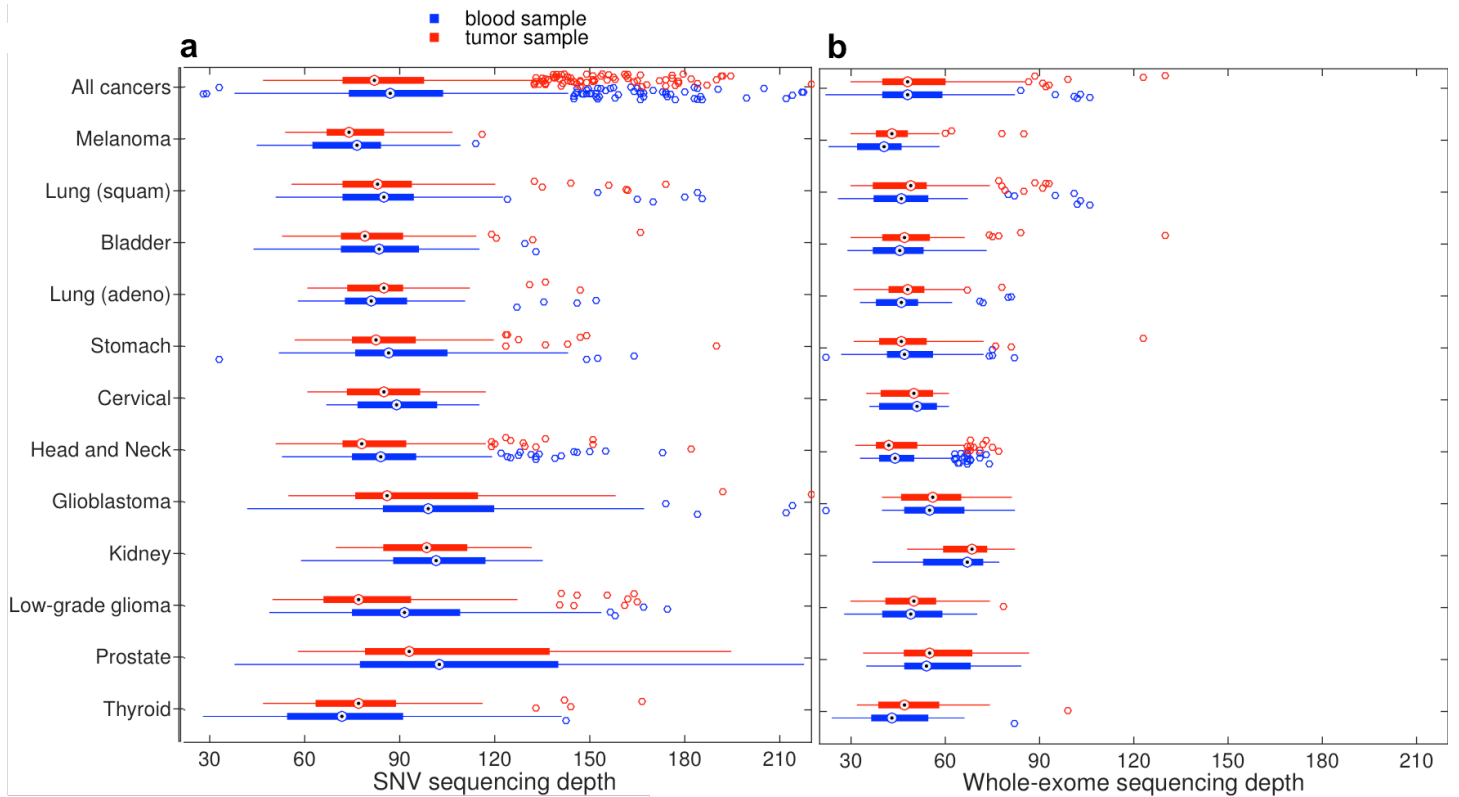 blood sample
tumor sample
a
b
All cancers
Melanoma
Lung (squam)
Bladder
Lung (adeno)
Stomach
Cervical
Head and Neck
Glioblastoma
Kidney
Low-grade glioma
Prostate
Thyroid
30 60 90 120 150 180 210
SNV sequencing depth
30 60 90 120 150 180 210
Whole-exome sequencing depth